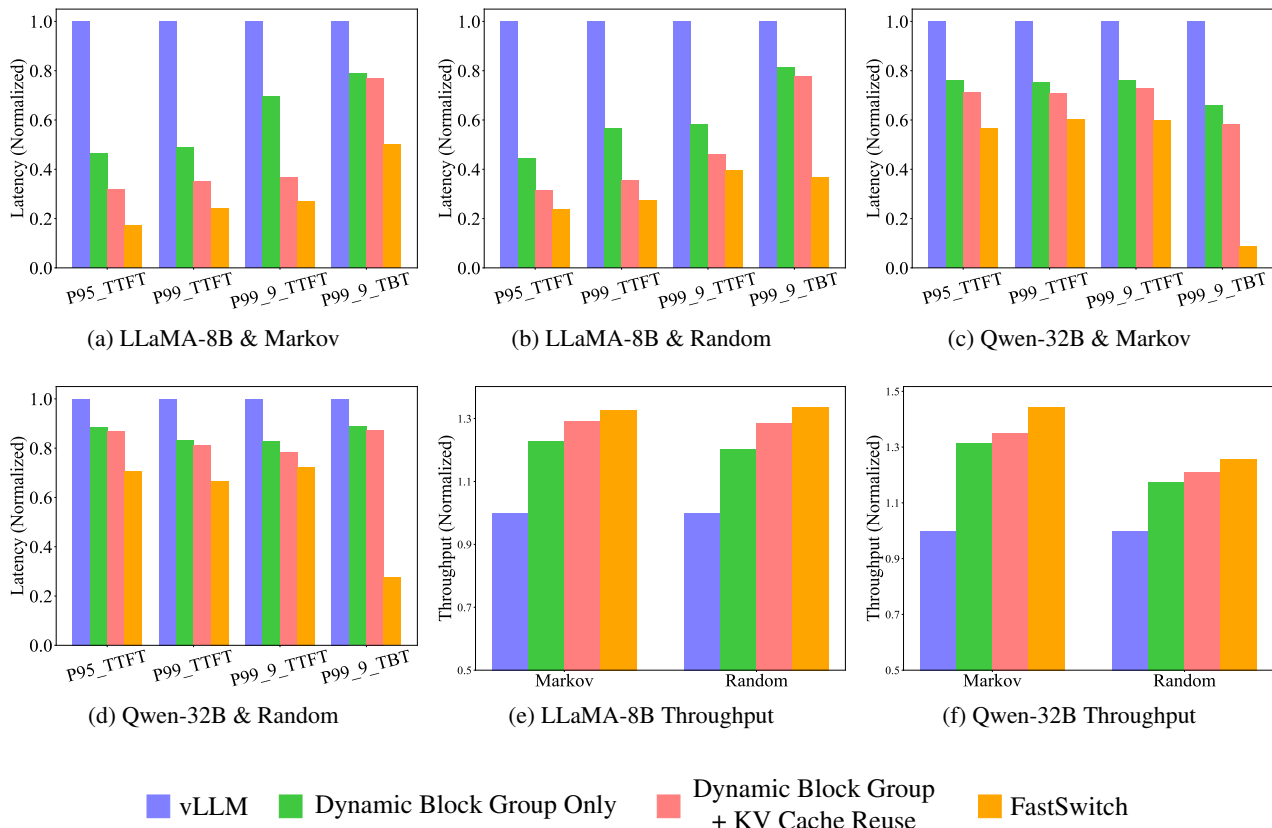 1.0
0.8
0.6
0.4
0.2
0.0
Latency (Normalized)
P95_TTFT
P99_TTFT
P99_9_TTFT
P99_9_TBT
(a) LLaMA-8B & Markov
1.0
0.8
0.6
0.4
0.2
0.0
Latency (Normalized)
P95_TTFT
P99_TTFT
P99_9_TTFT
P99_9_TBT
(b) LLaMA-8B & Random
1.0
0.8
0.6
0.4
0.2
0.0
Latency (Normalized)
P95_TTFT
P99_TTFT
P99_9_TTFT
P99_9_TBT
(c) Qwen-32B & Markov
1.0
0.8
0.6
0.4
0.2
0.0
Latency (Normalized)
P95_TTFT
P99_TTFT
P99_9_TTFT
P99_9_TBT
(d) Qwen-32B & Random
1.3
1.1
0.9
0.7
0.5
Throughput (Normalized)
Markov
Random
(e) LLaMA-8B Throughput
1.5
1.3
1.1
0.9
0.7
0.5
Throughput (Normalized)
Markov
Random
(f) Qwen-32B Throughput
vLLM
Dynamic Block Group Only
Dynamic Block Group
+ KV Cache Reuse
FastSwitch